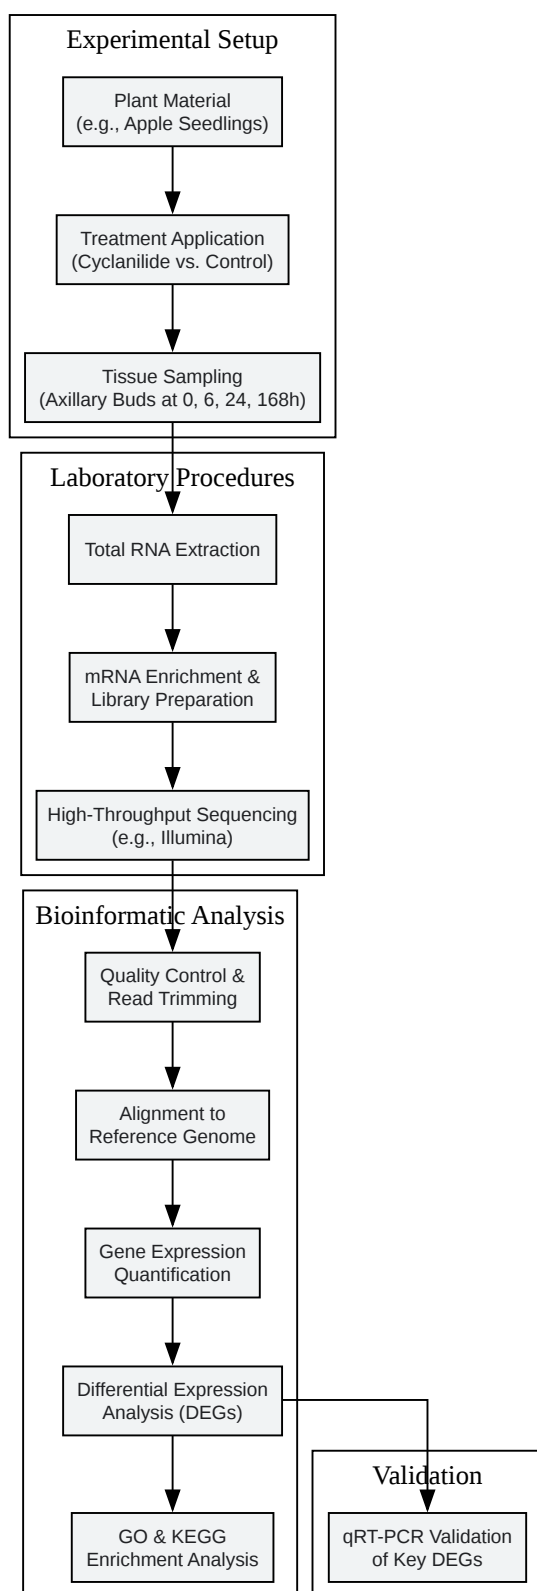 Experimental Setup
Plant Material
(e.g., Apple Seedlings)
Treatment Application
(Cyclanilide vs. Control)
Tissue Sampling
(Axillary Buds at 0, 6, 24, 168h)
Laboratory Procedures
Total RNA Extraction
mRNA Enrichment &
Library Preparation
High-Throughput Sequencing
(e.g., Illumina)
Bioinformatic Analysis
Quality Control &
Read Trimming
Alignment to
Reference Genome
Gene Expression
Quantification
Differential Expression
Analysis (DEGs)
GO & KEGG
Enrichment Analysis
Validation
qRT-PCR Validation
of Key DEGs